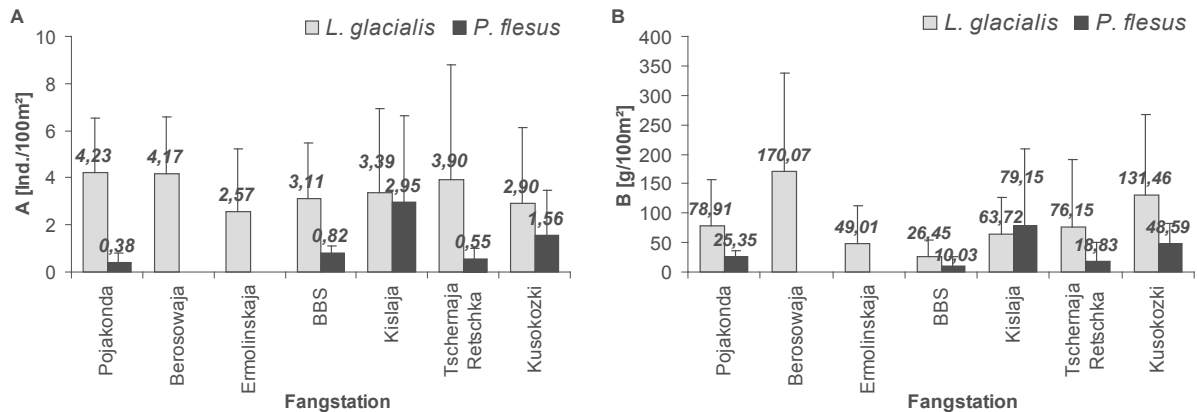 A
L. glacialis P. flesus
A [Ind./100m²]
10
8
6
4
2
0
4,23
0,38
4,17
2,57
3,11
0,82
3,39
2,95
3,90
0,55
2,90
1,56
Pojakonda
Berosowaja
Ermolinskaja
BBS
Kislaja
Tschernaja
Retschka
Kusokozki
Fangstation
B
L. glacialis P. flesus
B [g/100m²]
400
350
300
250
200
150
100
50
0
78,91
25,35
170,07
49,01
26,45
10,03
63,72
79,15
76,15
18,83
131,46
48,59
Pojakonda
Berosowaja
Ermolinskaja
BBS
Kislaja
Tschernaja
Retschka
Kusokozki
Fangstation